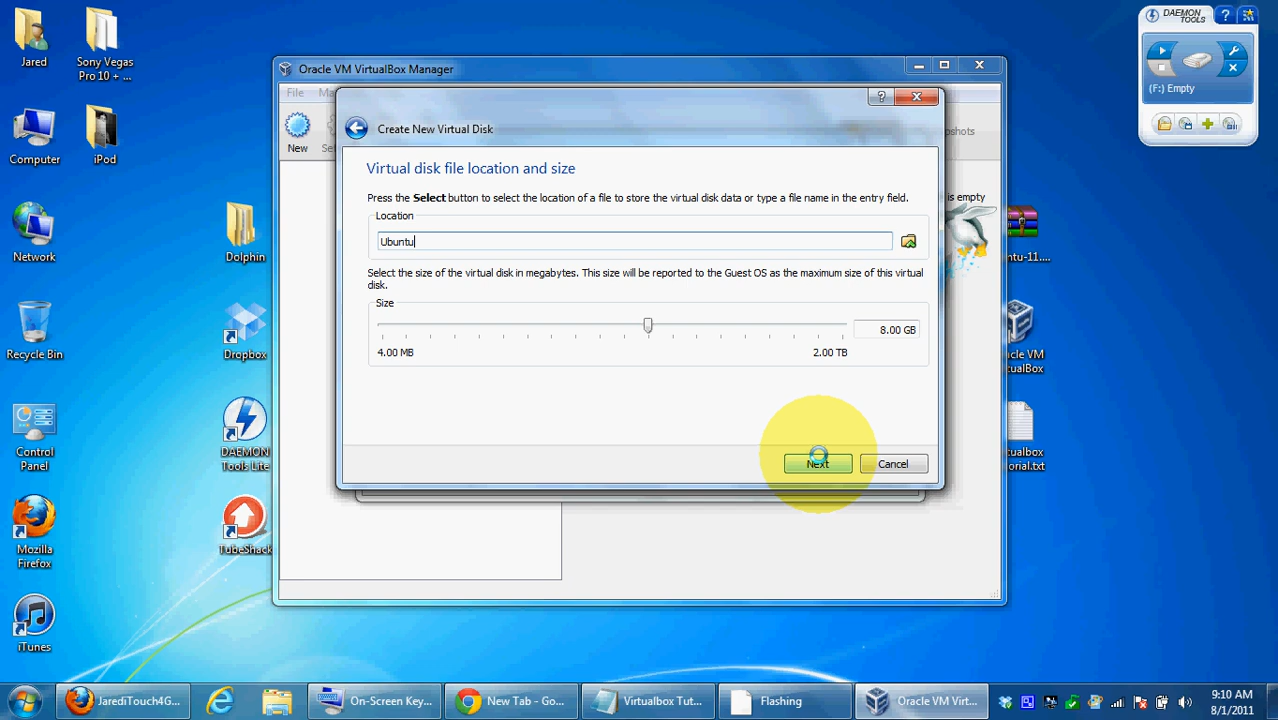 Jared
Sony Vegas
Pro 10 + ...
Computer
iPod
Network
Dolphin
Recycle Bin
Dropbox
Control
Panel
DAEMON
Tools Lite
Mozilla
Firefox
TubeShack
iTunes
Oracle VM VirtualBox Manager
File
New
Create New Virtual Disk
Virtual disk file location and size
Press the Select button to select the location of a file to store the virtual disk data or type a file name in the entry field.
Location
Ubuntu
Select the size of the virtual disk in megabytes. This size will be reported to the Guest OS as the maximum size of this virtual
disk.
Size
8.00 GB
4.00 MB
2.00 TB
Next
Cancel
pshots
is empty
ntu-11....
acle VM
tualBox
tualbox
orial.txt
DAEMON
TOOLS
(F:) Empty
JarediTouch4G...
On-Screen Key...
New Tab - Go...
Virtualbox Tut...
Flashing
Oracle VM Virt...
9:10 AM
8/1/2011